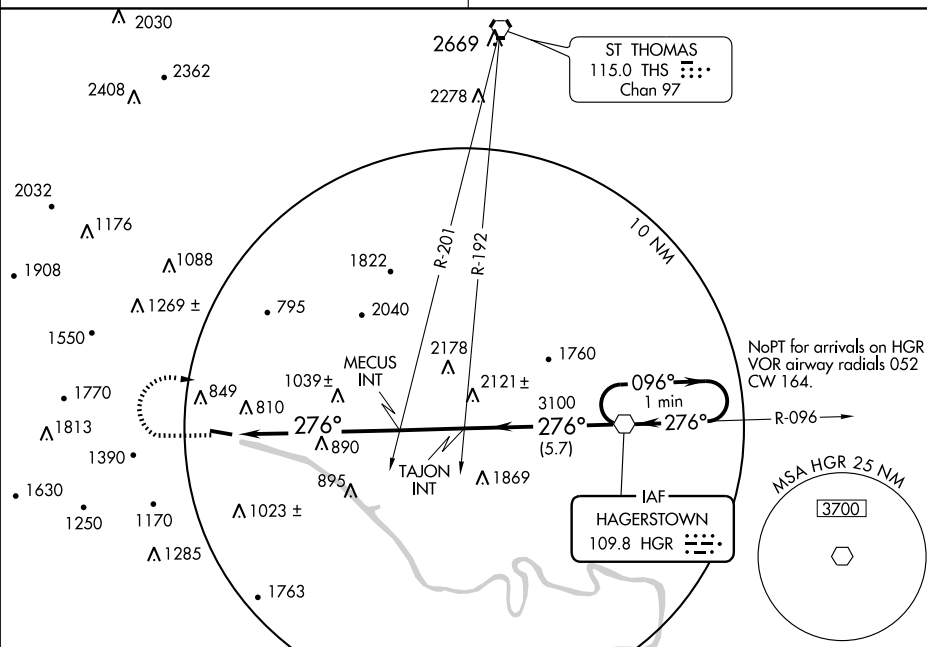 2030
2669
ST THOMAS
115.0 THS
Chan 97
2362
2408
2278
2032
1176
10 NM
R-201
R-192
1088
1822
1908
1269 ±
795
2040
1550
MECUS
INT
2178
1760
NoPT for arrivals on HGR
VOR airway radials 052
CW 164.
1039±
2121 ±
096°
1 min
849
1770
810
3100
276°
276°
276°
R-096
(5.7)
1813
890
1390
TAJON
INT
1869
MSA HGR 25 NM
895
1630
IAF
3700
1250
1170
1023 ±
HAGERSTOWN
109.8 HGR
1285
1763